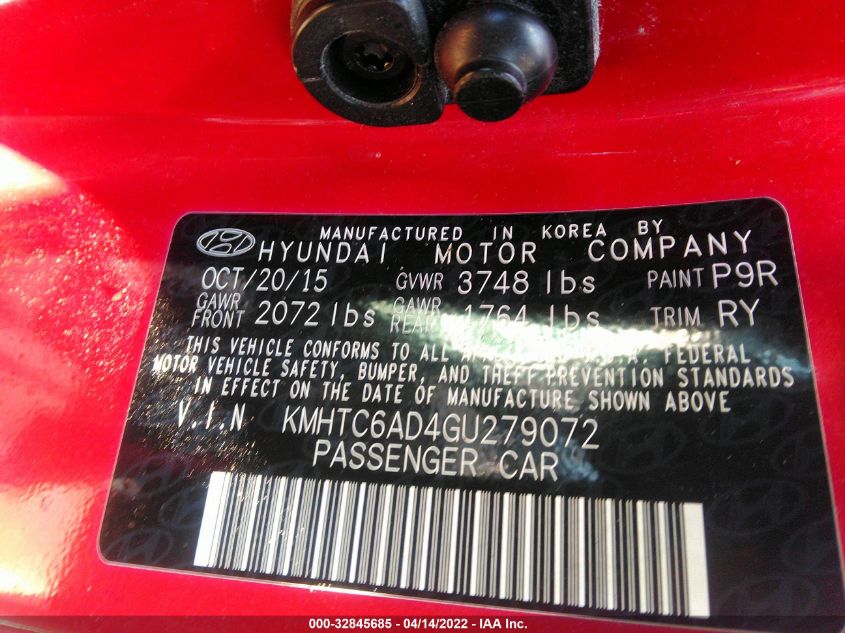 MANUFACTURED IN KOREA BY
HYUNDAI MOTOR COMPANY
OCT/20/15 GVWR 3748 lbs PAINT P9R
GAWR FRONT 2072 lbs GAWR REAR 1764 lbs TRIM RY
THIS VEHICLE CONFORMS TO ALL U.S.A. FEDERAL
MOTOR VEHICLE SAFETY, BUMPER, AND THEFT PREVENTION STANDARDS
IN EFFECT ON THE DATE OF MANUFACTURE SHOWN ABOVE
V.I.N KMHTC6AD4GU279072
PASSENGER CAR
000-32845685 - 04/14/2022 - IAA Inc.